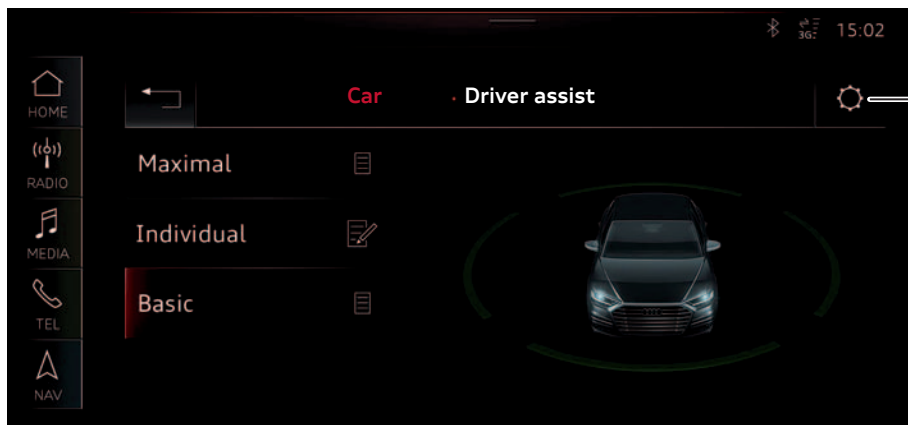 3G 15:02
HOME
Car
Driver assist
RADIO
Maximal
MEDIA
Individual
TEL
Basic
NAV